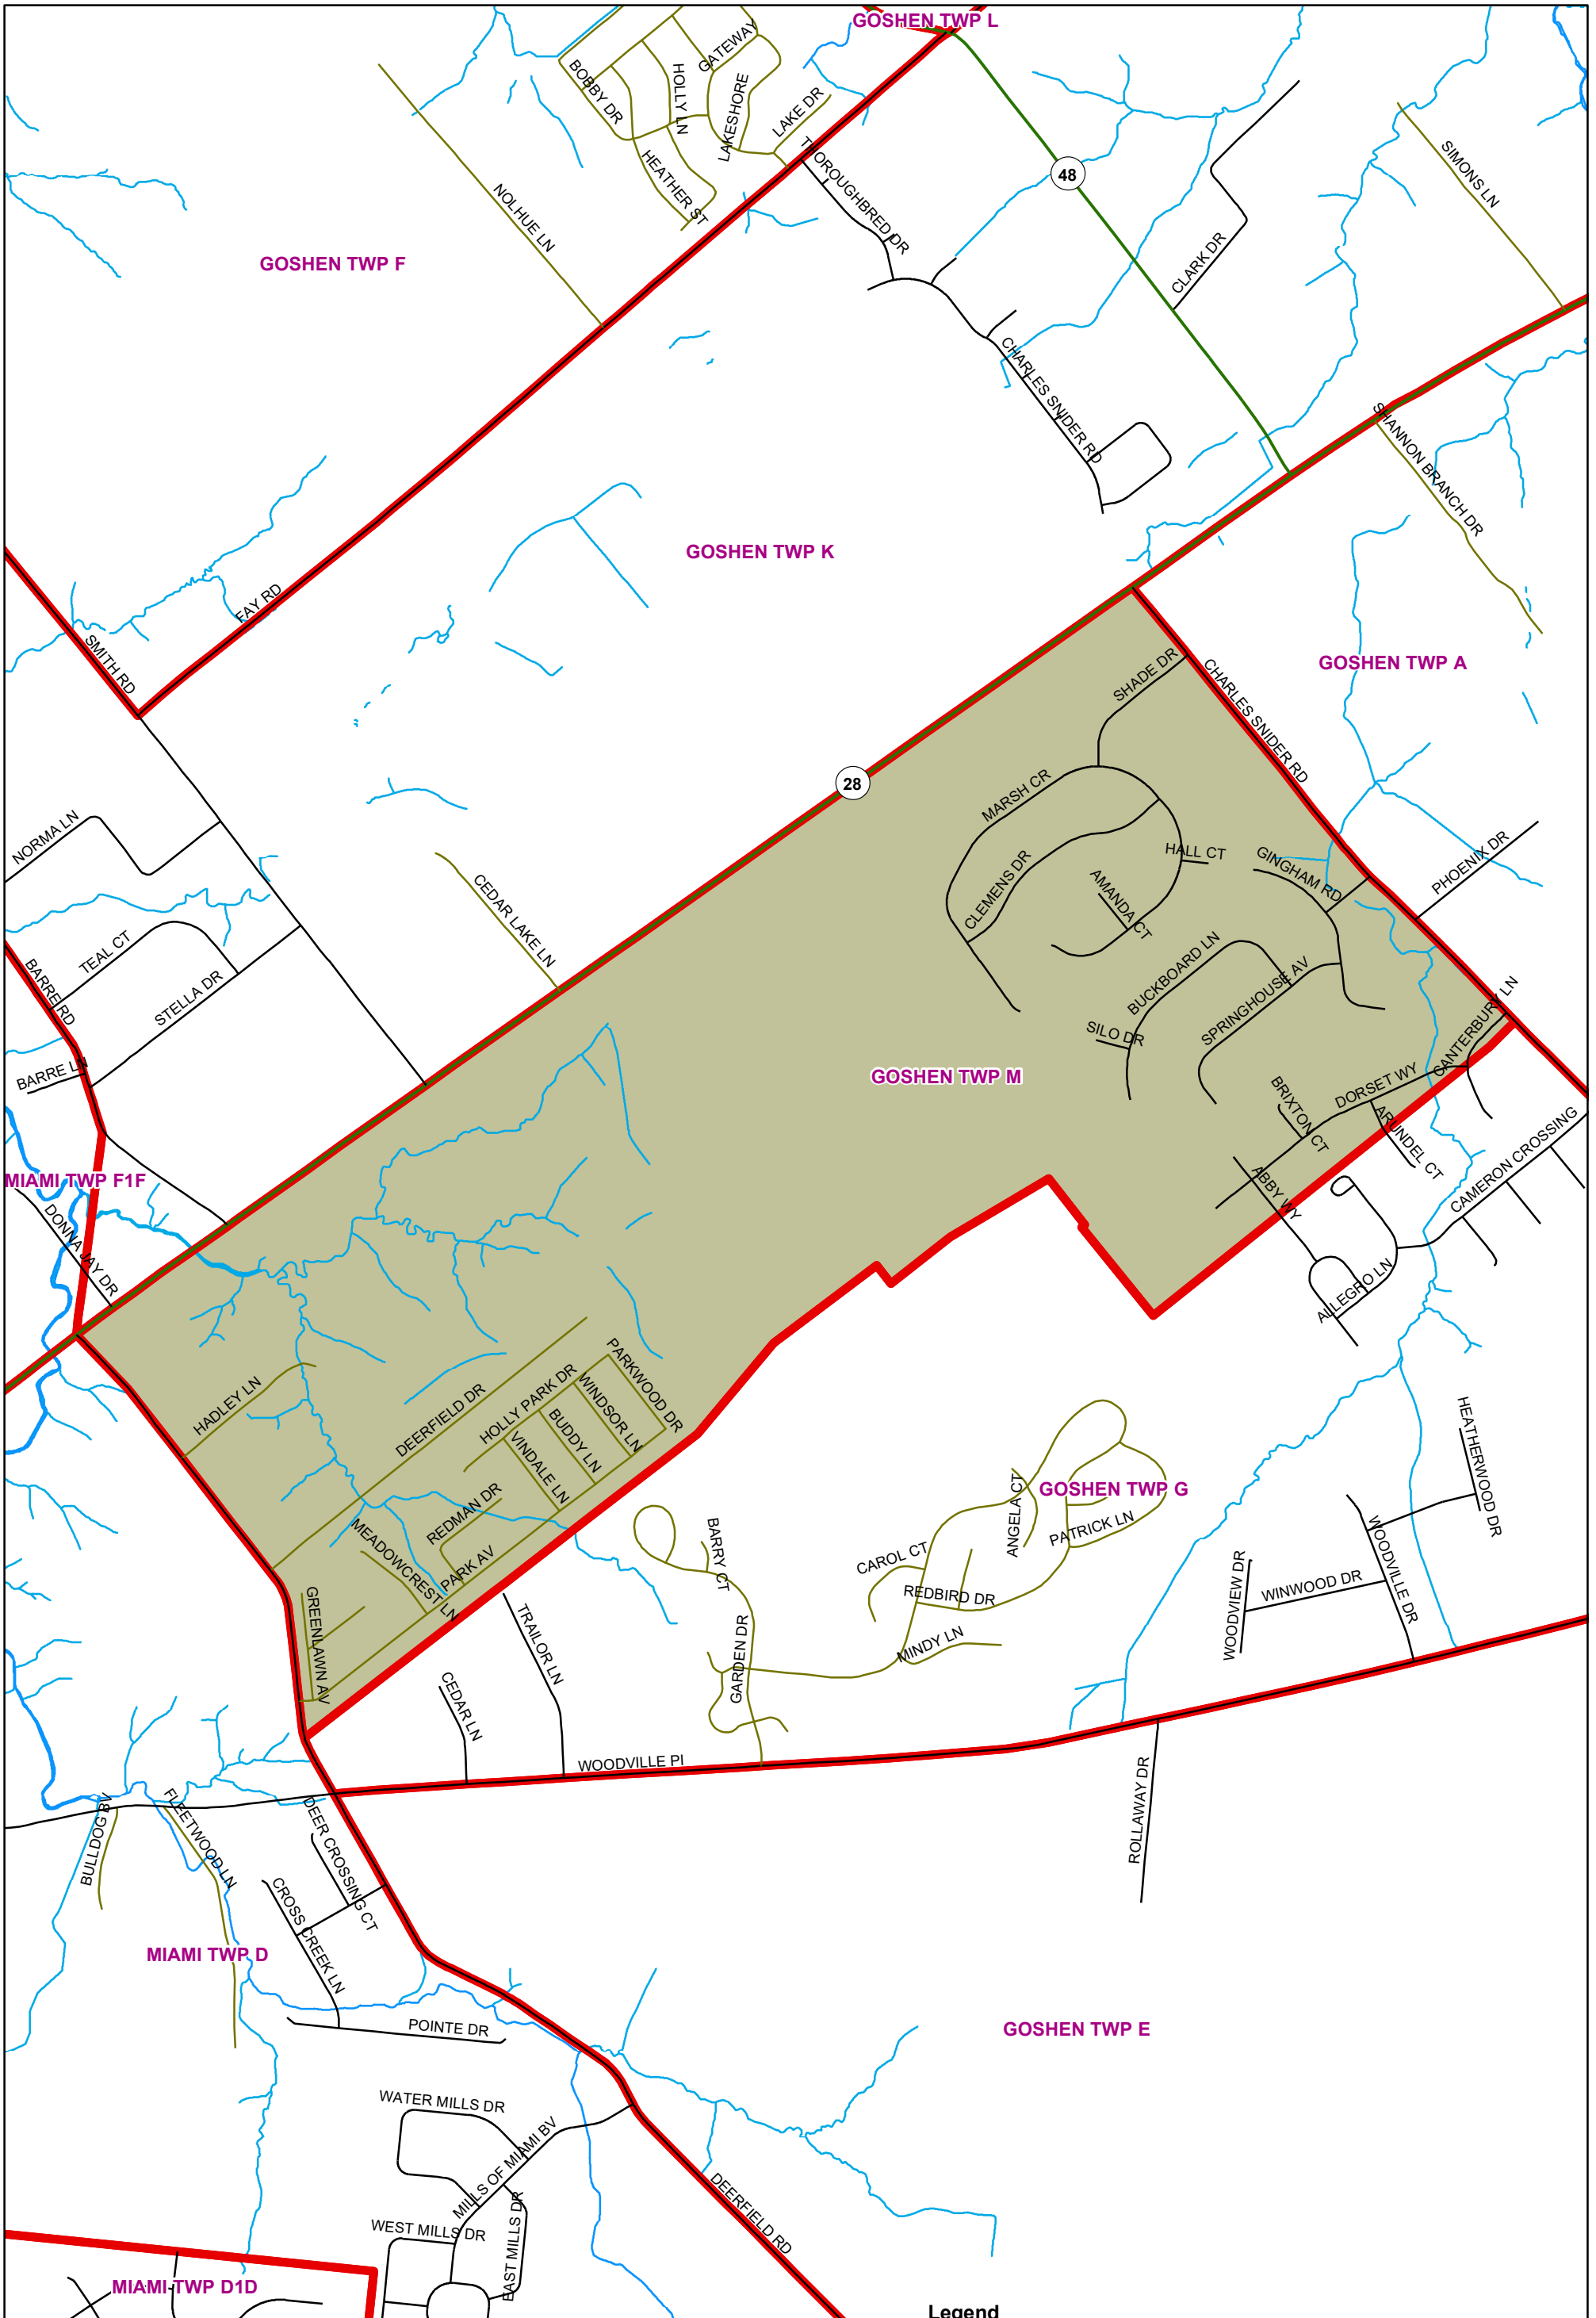 GOSHEN TWP L
GATEWAY
BOBBY DR
HOLLY LN
LAKESHORE
LAKE DR
HEATHER ST
THOROUGHBRED DR
48
SIMONS LN
NOLHUE LN
GOSHEN TWP F
CLARK DR
CHARLES SNIDER RD
SHANNON BRANCH DR
GOSHEN TWP K
FAY RD
SMITH RD
GOSHEN TWP A
SHADE DR
CHARLES SNIDER RD
28
MARSH CR
NORMA LN
HALL CT
GINGHAM RD
PHOENIX DR
CLEMENS DR
AMANDA CT
CEDAR LAKE LN
TEAL CT
BARRE RD
STELLA DR
BUCKBOARD LN
SPRINGHOUSE AV
SILO DR
CANTERBURY LN
BARRE LN
GOSHEN TWP M
DORSET WY
BRIXTON CT
ARUNDEL CT
CAMERON CROSSING
MIAMI TWP F1F
ABBY WY
DONNA JAY DR
ALLEGRO LN
HADLEY LN
DEERFIELD DR
HOLLY PARK DR
PARKWOOD DR
WINDSOR LN
BUDDY LN
VINDALE LN
HEATHERWOOD DR
GOSHEN TWP G
REDMAN DR
MEADOWCREST LN
PARK AV
BARRY CT
ANGELA CT
PATRICK LN
CAROL CT
WOODVILLE DR
REDBIRD DR
WOODVIEW DR
WINWOOD DR
GREENLAWN AV
TRAILOR LN
GARDEN DR
MINDY LN
CEDAR LN
WOODVILLE PI
ROLLAWAY DR
BULLDOG BV
FLEETWOOD LN
DEER CROSSING CT
CROSS CREEK LN
MIAMI TWP D
POINTE DR
GOSHEN TWP E
WATER MILLS DR
MILLS OF MIAMI BV
DEERFIELD RD
WEST MILLS DR
EAST MILLS DR
MIAMI TWP D1D
Legend